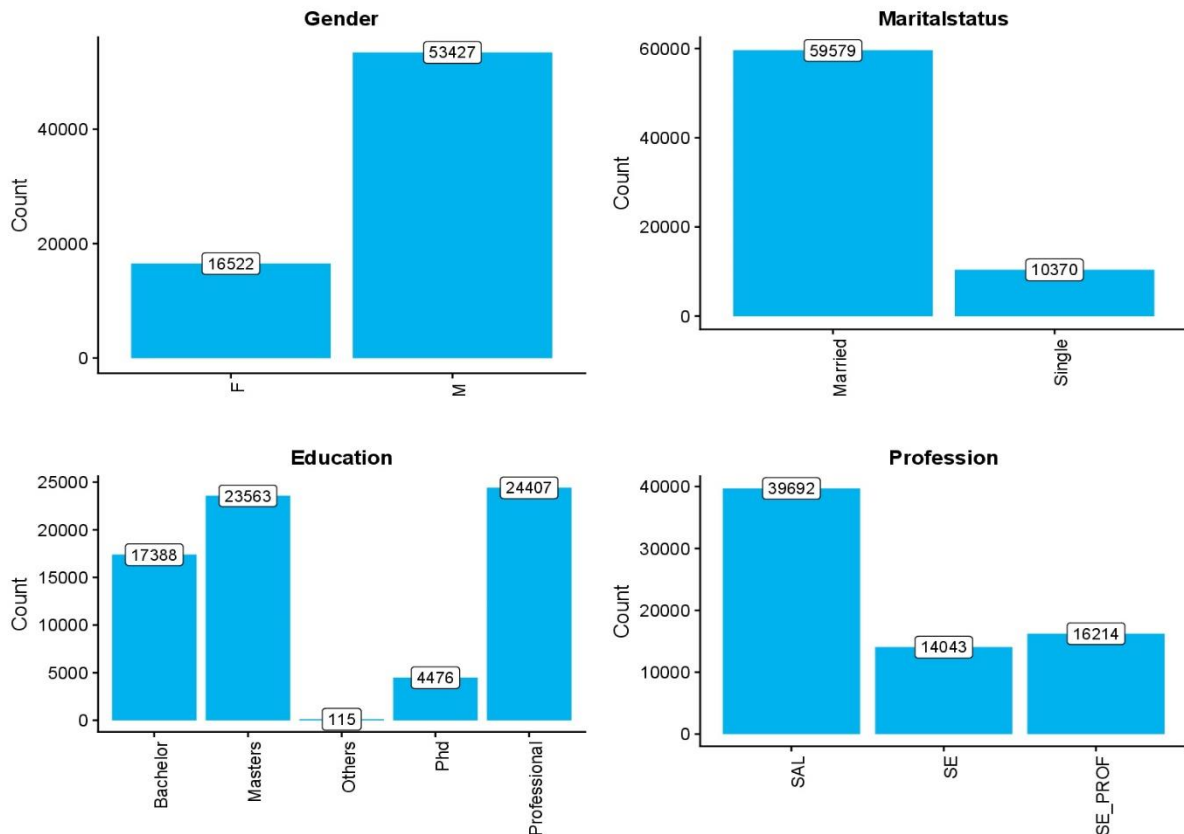 Gender
Count
40000
20000
0
53427
16522
F
M
Maritalstatus
Count
60000
40000
20000
0
59579
10370
Married
Single
Education
Count
25000
20000
15000
10000
5000
0
17388
23563
115
4476
24407
Bachelor
Masters
Others
Phd
Professional
Profession
Count
40000
30000
20000
10000
0
39692
14043
16214
SAL
SE
SE_PROF